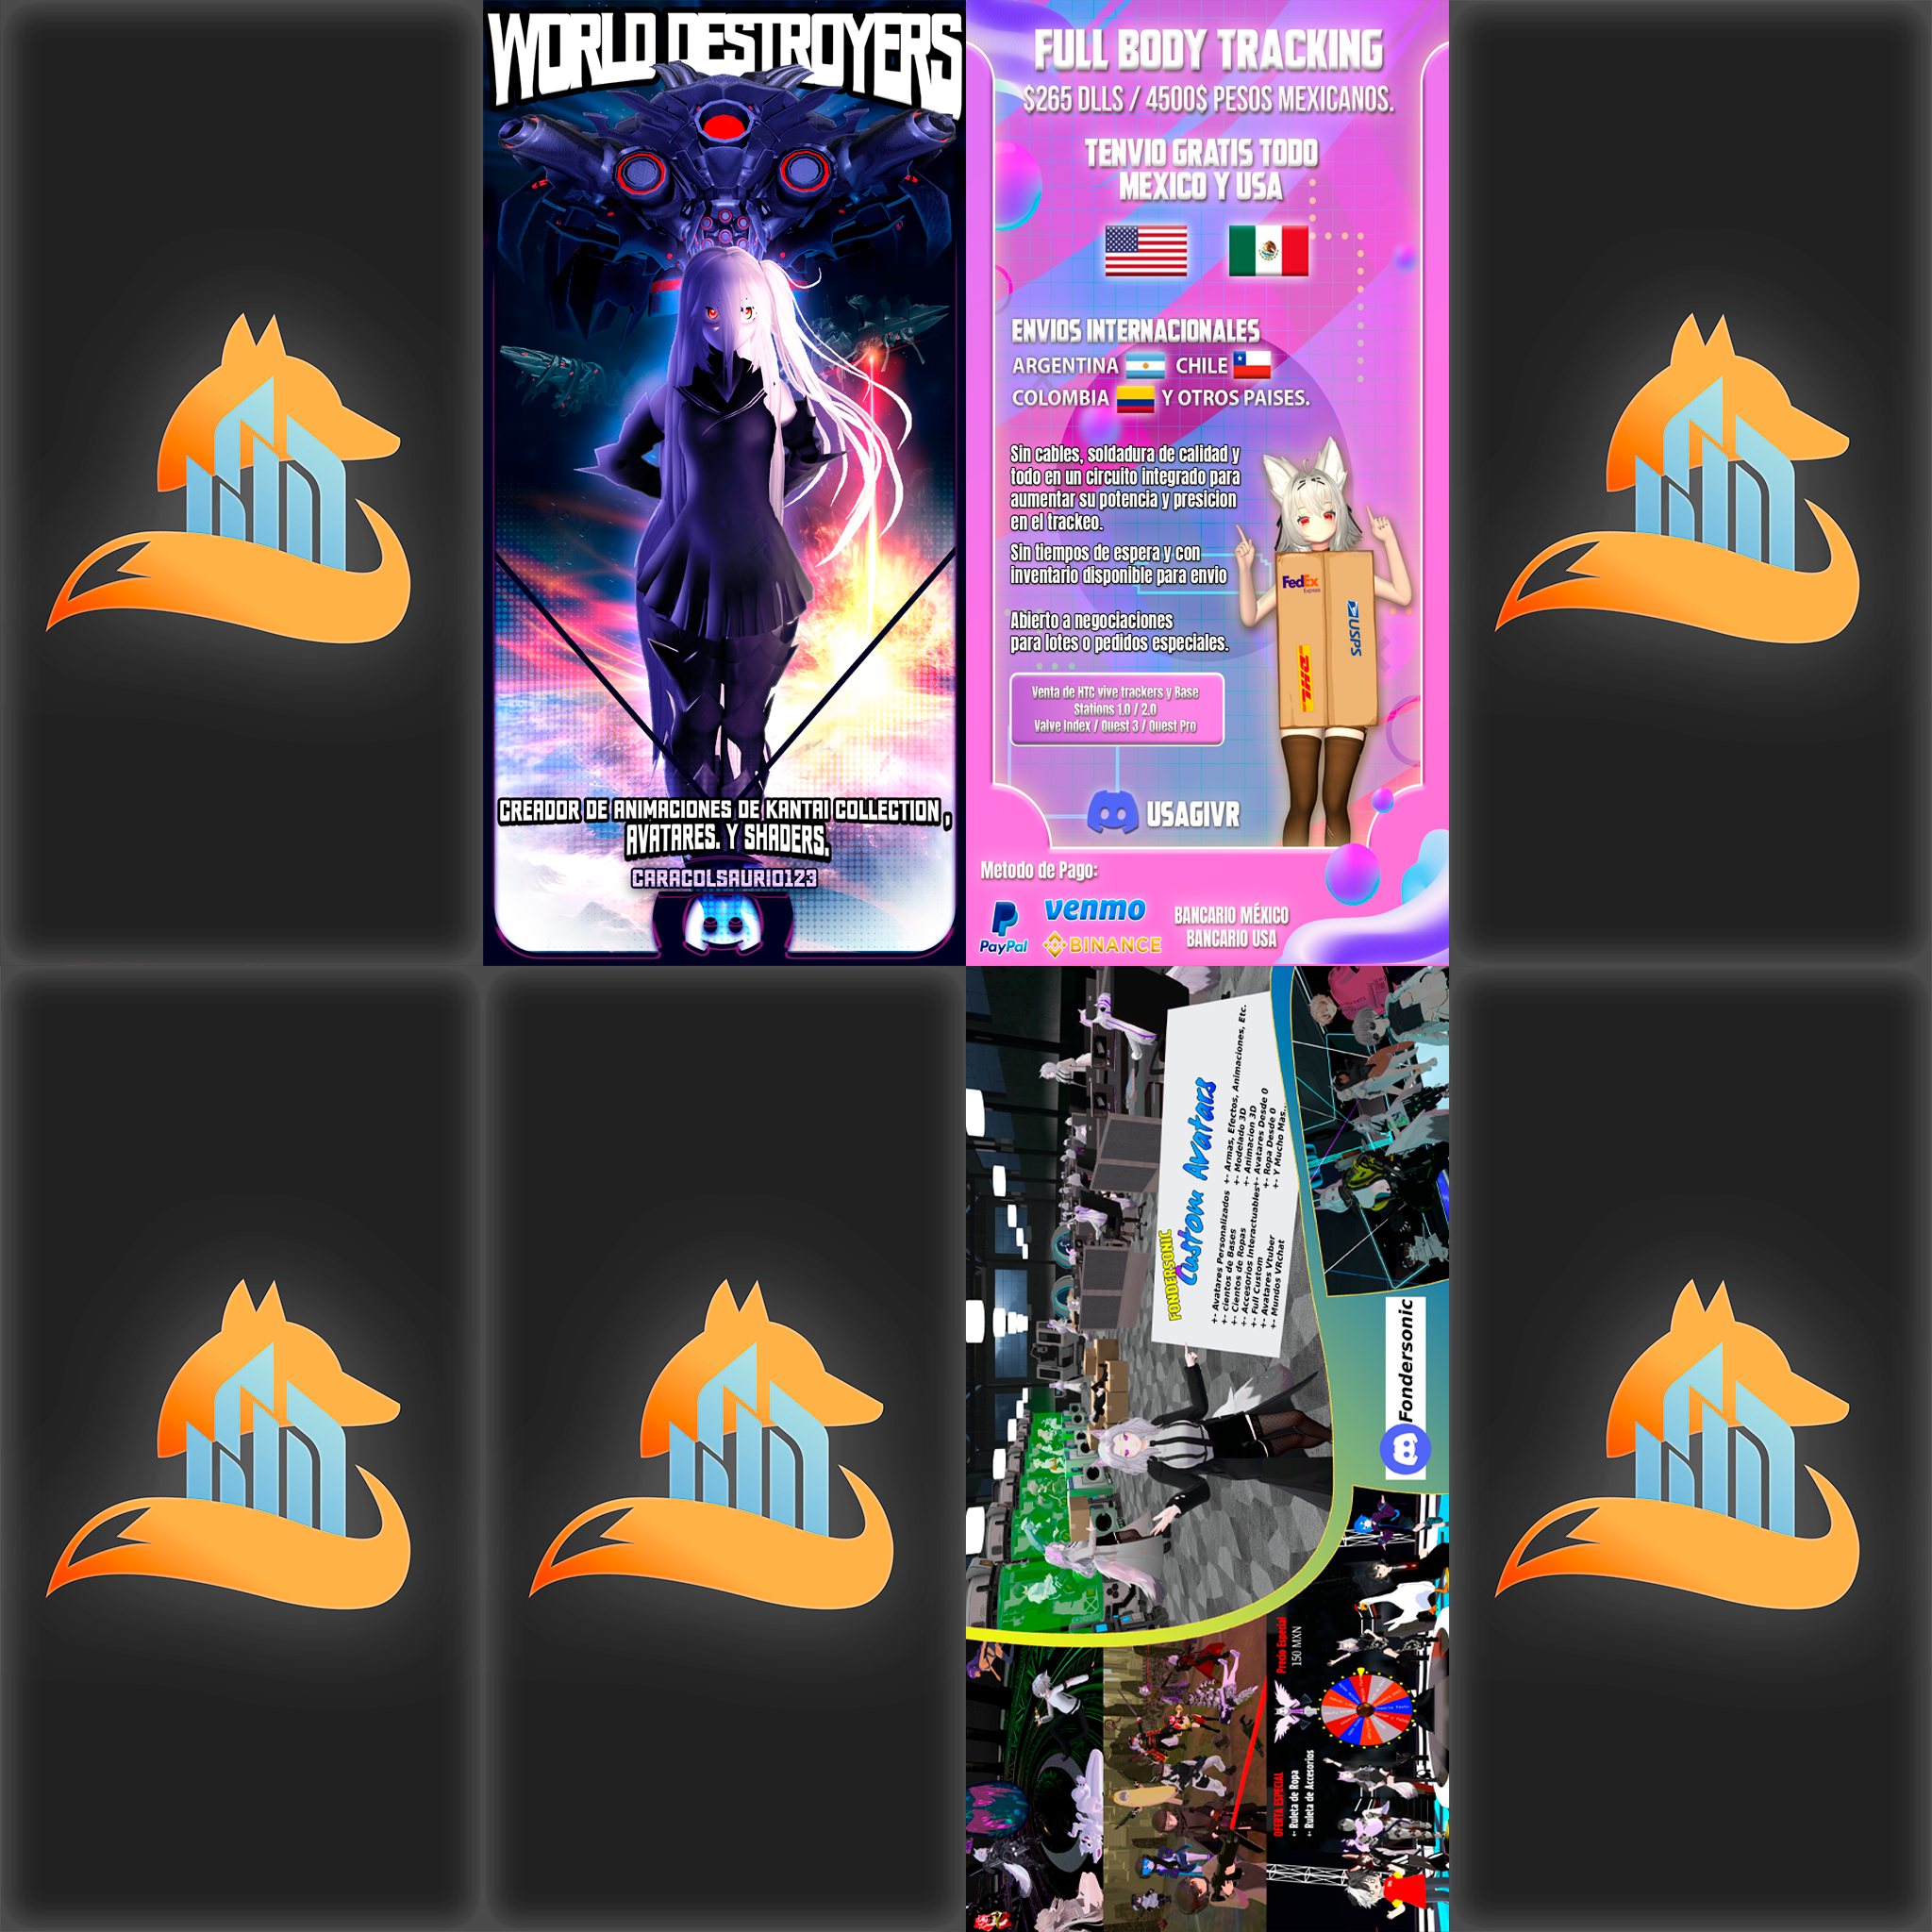 WORLD DESTROYERS
CREADOR DE ANIMACIONES DE KANTAI COLLECTION,
AVATARES. Y SHADERS.
CARACOLSAURIO123
FULL BODY TRACKING
$265 DLLS / 4500$ PESOS MEXICANOS.
TENVIO GRATIS TODO
MEXICO Y USA
ENVIOS INTERNACIONALES
ARGENTINA CHILE
COLOMBIA Y OTROS PAISES.
Sin cables, soldadura de calidad y
todo en un circuito integrado para
aumentar su potencia y presicion
en el trackeo.
Sin tiempos de espera y con
inventario disponible para envio
Abierto a negociaciones
para lotes o pedidos especiales.
FedEx
Express
USPS
DHL
Venta de HTC vive trackers y Base
Stations 1.0 / 2.0
Valve Index / Quest 3 / Quest Pro
USAGIVR
Metodo de Pago:
PayPal
venmo
BINANCE
BANCARIO MÉXICO
BANCARIO USA
FONDERSONIC
Custom Avatars
+- Avatares Personalizados
+- cientos de Bases
+- Cientos de Ropas
+- Accesorios Interactuables
+- Full Custom
+- Avatares Vtuber
+- Mundos VRchat
+- Armas, Efectos, Animaciones, Etc.
+- Modelado 3D
+- Animacion 3D
+- Avatares Desde 0
+- Ropa Desde 0
+- Y Mucho Mas...
Fondersonic
OFERTA ESPECIAL
+- Ruleta de Ropa
+- Ruleta de Accesorios
Precio Especial
150 MXN